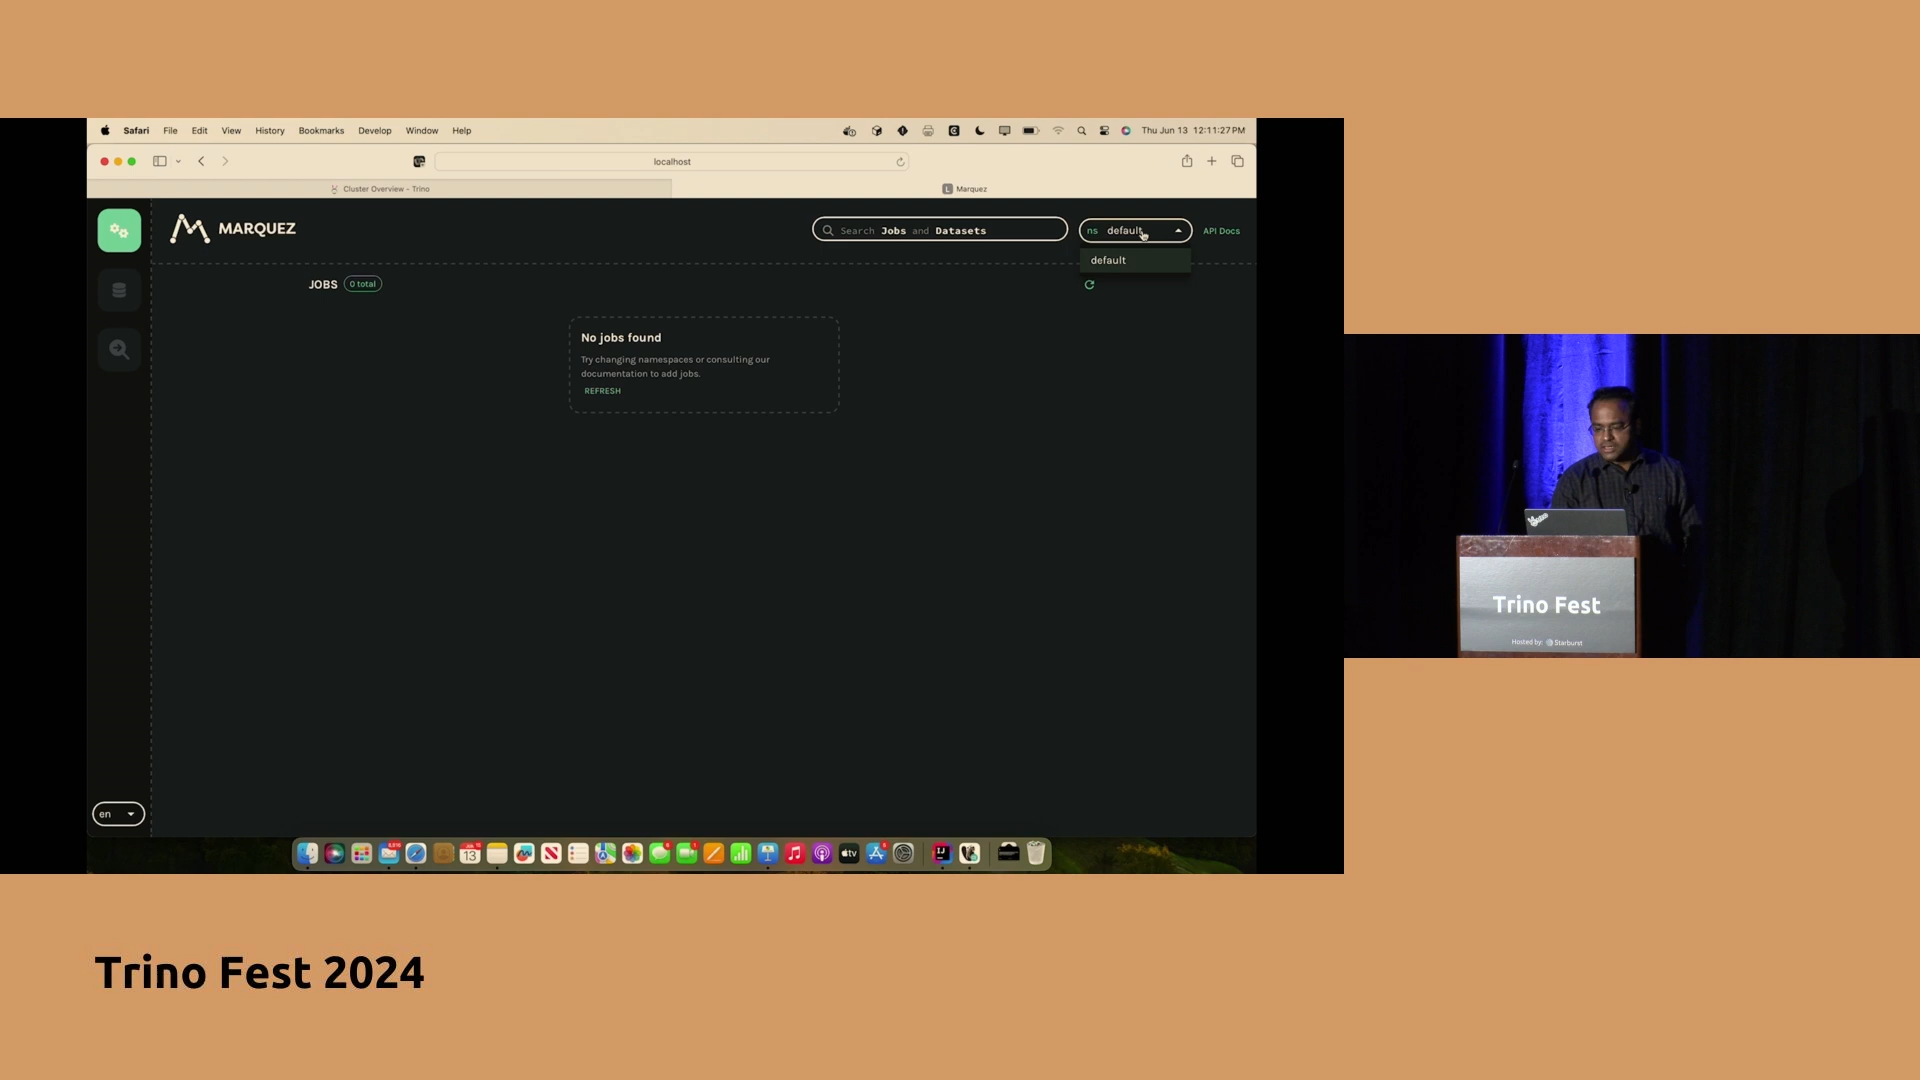 Safari File Edit View History Bookmarks Develop Window Help
Thu Jun 13 12:11:27 PM
localhost
Cluster Overview - Trino
Marquez
MARQUEZ
Search Jobs and Datasets
ns default
API Docs
default
JOBS 0 total
No jobs found
Try changing namespaces or consulting our
documentation to add jobs.
REFRESH
en
13
tv
IJ
Trino Fest
Hosted by: Starburst
Trino Fest 2024